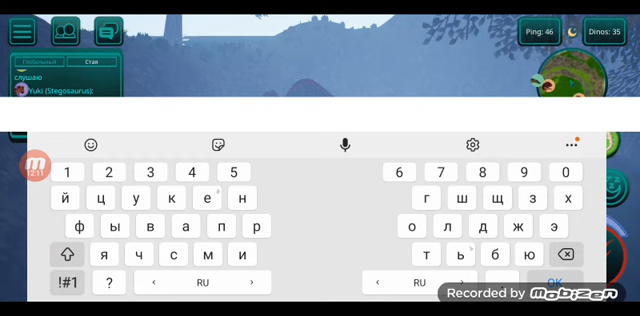 Ping: 46
Dinos: 35
Глобальный Стая
слушаю
Yuki (Stegosaurus):
12:11
1 2 3 4 5 6 7 8 9 0
й ц у к е н г ш щ з х
ф ы в а п р о л д ж э
я ч с м и т ь б ю
!#1 ? < RU > < RU > . OK
Recorded by MOBIZEN